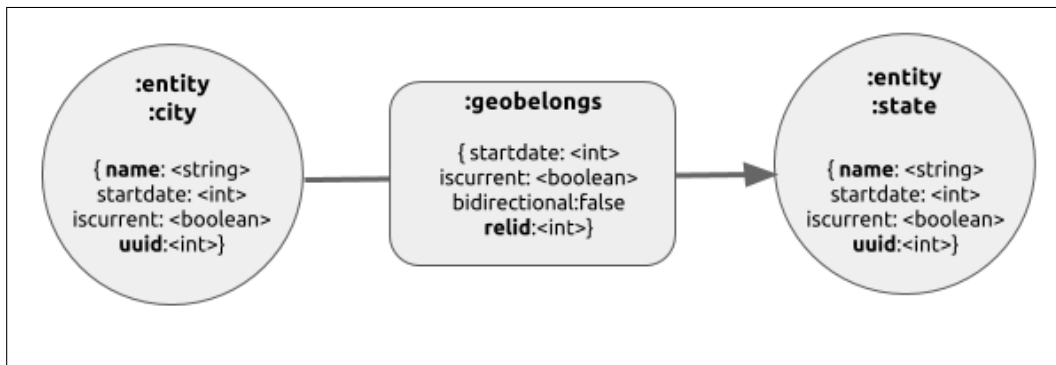 :entity
:city
{ name: <string>
startdate: <int>
iscurrent: <boolean>
uuid:<int>}
:geobelongs
{ startdate: <int>
iscurrent: <boolean>
bidirectional:false
relid:<int>}
:entity
:state
{ name: <string>
startdate: <int>
iscurrent: <boolean>
uuid:<int>}